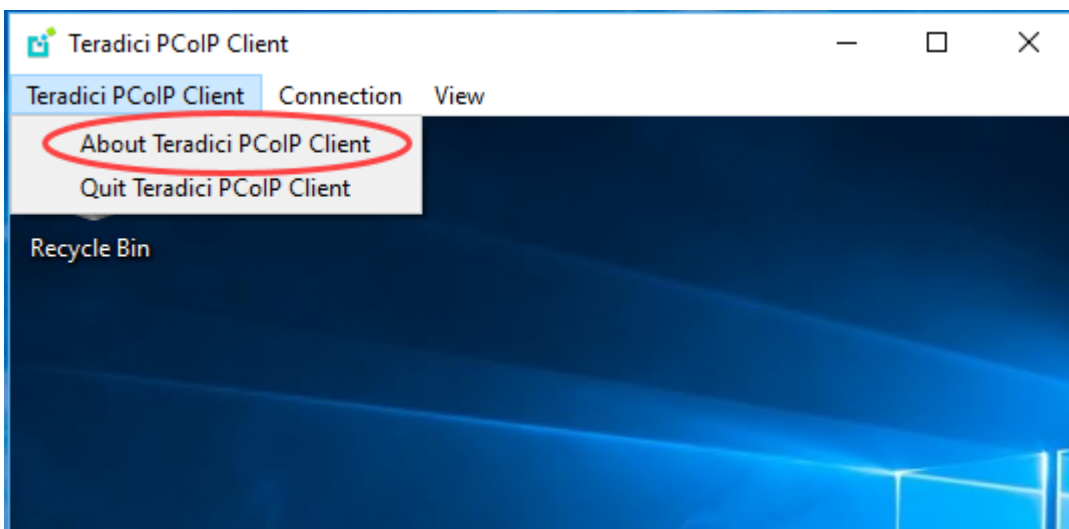 Teradici PCoIP Client
Teradici PCoIP Client Connection View
About Teradici PCoIP Client
Quit Teradici PCoIP Client
Recycle Bin